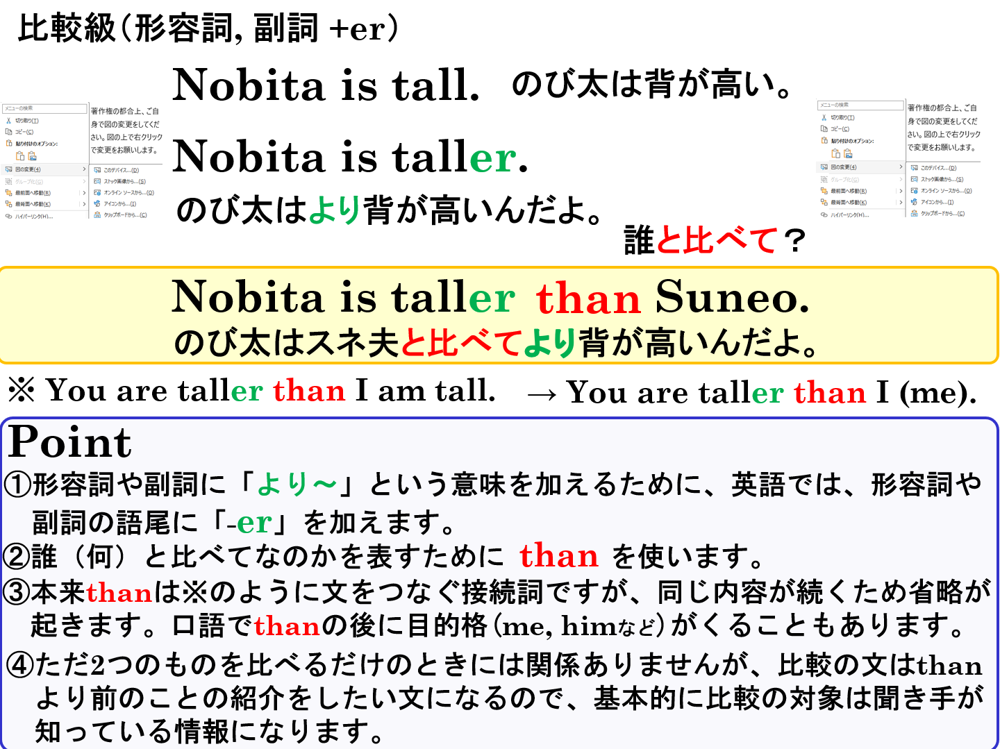 比較級（形容詞, 副詞 +er）
Nobita is tall. のび太は背が高い。
メニューの検索
切り取り(T)
コピー(C)
貼り付けのオプション:
図の変更(4)
グループ化(G)
最前面へ移動(R)
最背面へ移動(K)
ハイパーリンク(H)...
著作権の都合上、ご自
身で図の変更をしてくだ
さい。図の上で右クリック
で変更をお願いします。
このデバイス...(D)
ストック画像から...(S)
オンライン ソースから...(O)
アイコンから...(I)
クリップボードから...(C)
メニューの検索
切り取り(T)
コピー(C)
貼り付けのオプション:
図の変更(4)
グループ化(G)
最前面へ移動(R)
最背面へ移動(K)
ハイパーリンク(H)...
著作権の都合上、ご自
身で図の変更をしてくだ
さい。図の上で右クリック
で変更をお願いします。
このデバイス...(D)
ストック画像から...(S)
オンライン ソースから...(O)
アイコンから...(I)
クリップボードから...(C)
Nobita is taller.
のび太はより背が高いんだよ。
誰と比べて？
Nobita is taller than Suneo.
のび太はスネ夫と比べてより背が高いんだよ。
※ You are taller than I am tall. → You are taller than I (me).
Point
①形容詞や副詞に「より～」という意味を加えるために、英語では、形容詞や
副詞の語尾に「-er」を加えます。
②誰（何）と比べてなのかを表すために than を使います。
③本来thanは※のように文をつなぐ接続詞ですが、同じ内容が続くため省略が
起きます。口語でthanの後に目的格(me, himなど)がくることもあります。
④ただ2つのものを比べるだけのときには関係ありませんが、比較の文はthan
より前のことの紹介をしたい文になるので、基本的に比較の対象は聞き手が
知っている情報になります。